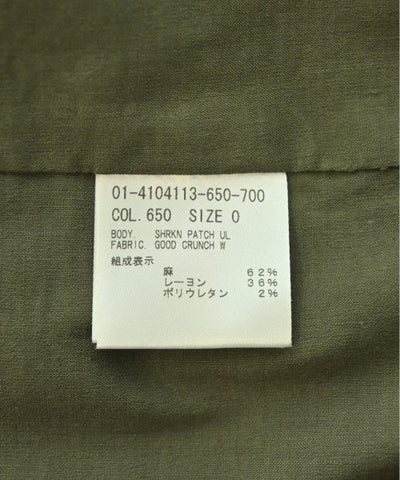 01-4104113-650-700
COL. 650 SIZE 0
BODY. SHRKN PATCH UL
FABRIC. GOOD CRUNCH W
組成表示
麻 62%
レーヨン 36%
ポリウレタン 2%